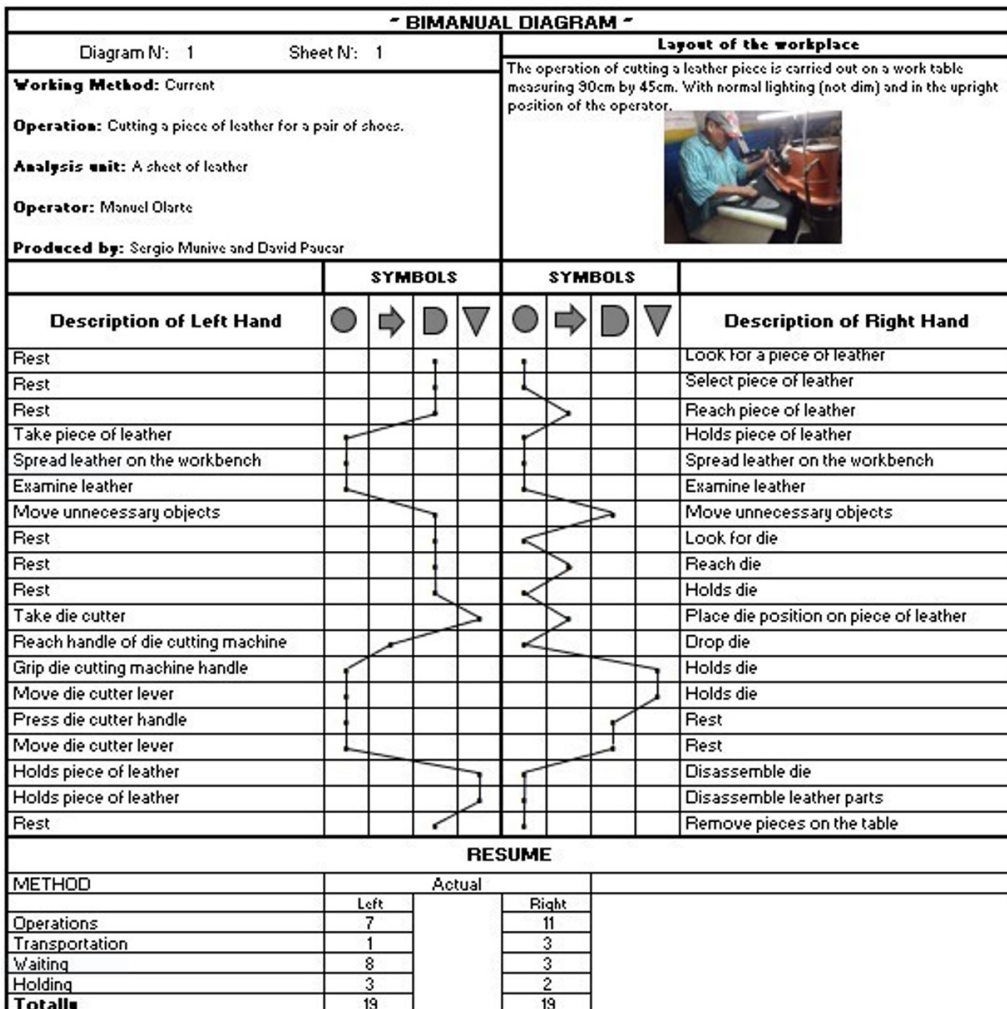 ~ BIMANUAL DIAGRAM ~
Diagram N': 1 Sheet N': 1
Layout of the workplace
Working Method: Current
Operation: Cutting a piece of leather for a pair of shoes.
Analysis unit: A sheet of leather
Operator: Manuel Olarte
Produced by: Sergio Munive and David Paucar
The operation of cutting a leather piece is carried out on a work table
measuring 90cm by 45cm. With normal lighting (not dim) and in the upright
position of the operator.
SYMBOLS SYMBOLS
Description of Left Hand Description of Right Hand
Rest Look for a piece of leather
Rest Select piece of leather
Rest Reach piece of leather
Take piece of leather Holds piece of leather
Spread leather on the workbench Spread leather on the workbench
Examine leather Examine leather
Move unnecessary objects Move unnecessary objects
Rest Look for die
Rest Reach die
Rest Holds die
Take die cutter Place die position on piece of leather
Reach handle of die cutting machine Drop die
Grip die cutting machine handle Holds die
Move die cutter lever Holds die
Press die cutter handle Rest
Move die cutter lever Rest
Holds piece of leather Disassemble die
Holds piece of leather Disassemble leather parts
Rest Remove pieces on the table
RESUME
METHOD Actual
Left Right
Operations 7 11
Transportation 1 3
Waiting 8 3
Holding 3 2
Totally 19 19